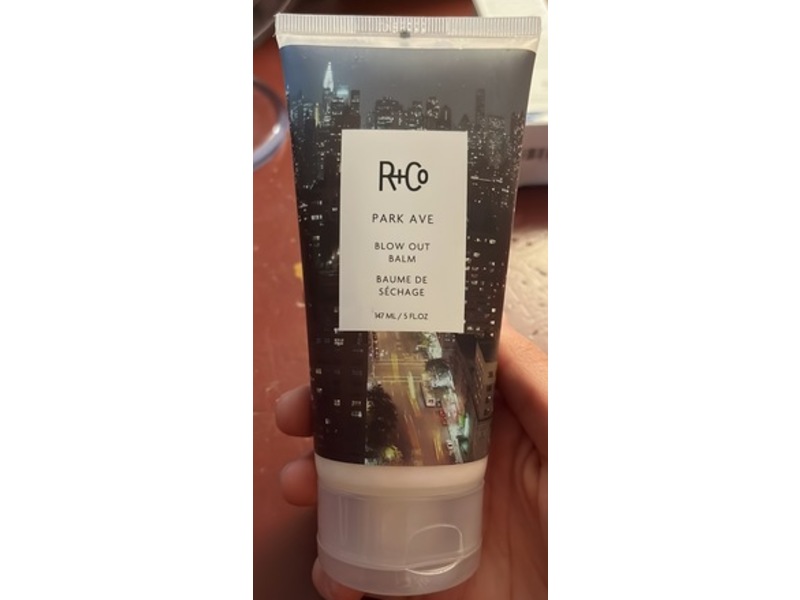 R+Co
PARK AVE
BLOW OUT
BALM
BAUME DE
SÉCHAGE
147 ML / 5 FL.OZ